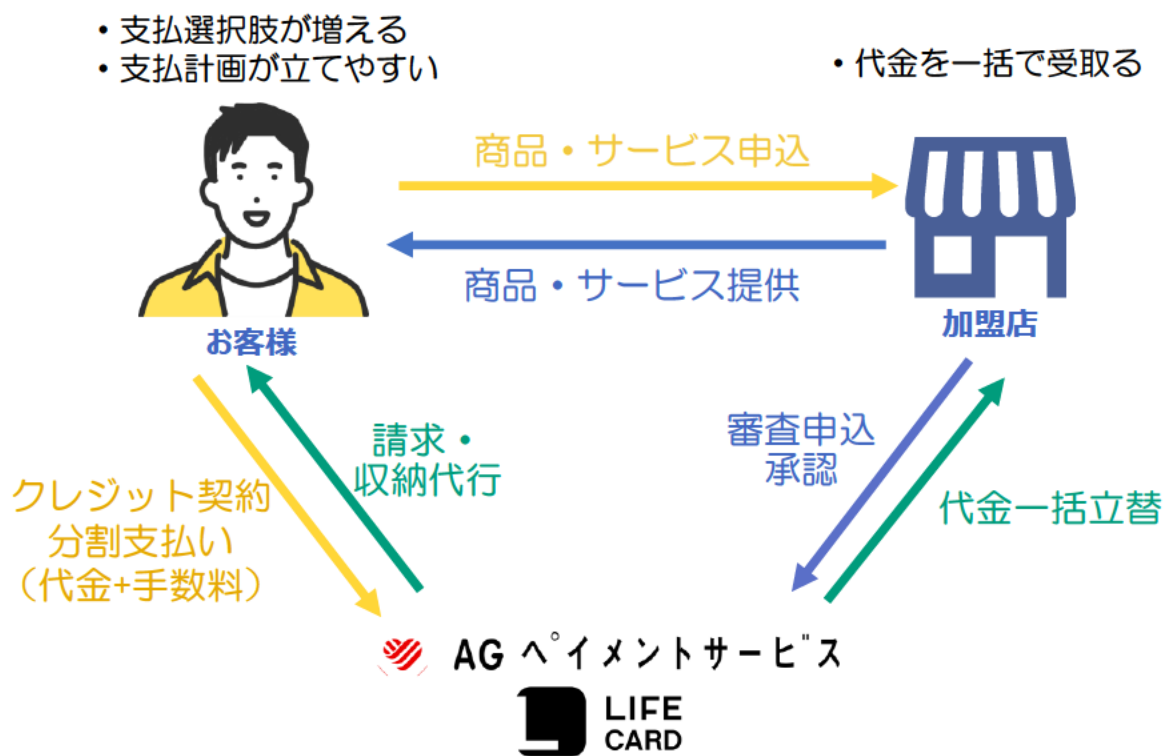 ・支払選択肢が増える
・支払計画が立てやすい
・代金を一括で受取る
商品・サービス申込
商品・サービス提供
お客様
加盟店
請求・
収納代行
審査申込
承認
クレジット契約
分割支払い
（代金+手数料）
代金一括立替
AG ペイメントサービス
LIFE
CARD